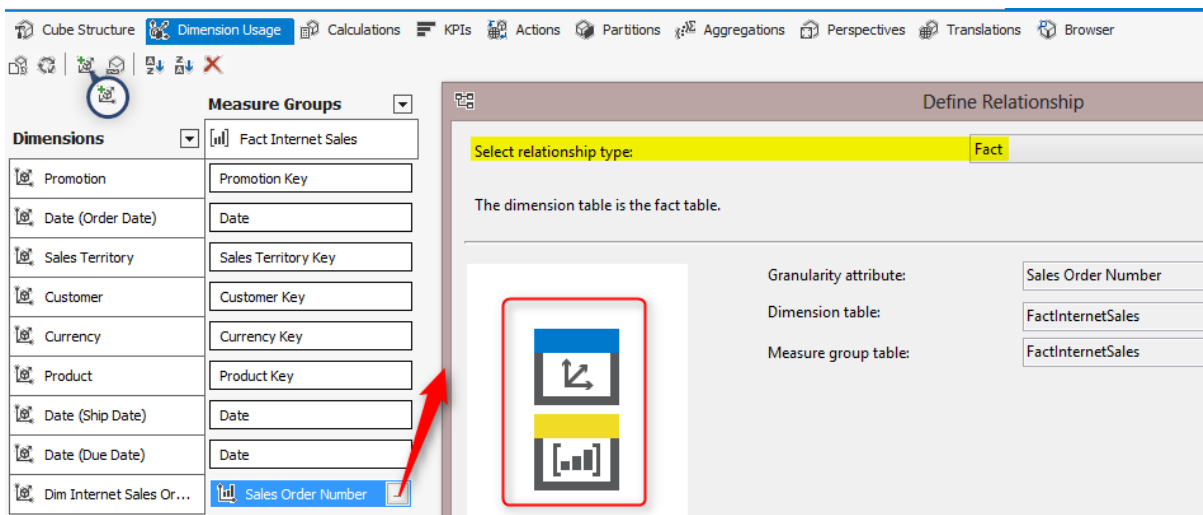 Cube Structure Dimension Usage Calculations KPIs Actions Partitions Aggregations Perspectives Translations Browser
Measure Groups
Dimensions
Fact Internet Sales
Promotion Promotion Key
Date (Order Date) Date
Sales Territory Sales Territory Key
Customer Customer Key
Currency Currency Key
Product Product Key
Date (Ship Date) Date
Date (Due Date) Date
Dim Internet Sales Or... Sales Order Number
Define Relationship
Select relationship type: Fact
The dimension table is the fact table.
Granularity attribute: Sales Order Number
Dimension table: FactInternetSales
Measure group table: FactInternetSales